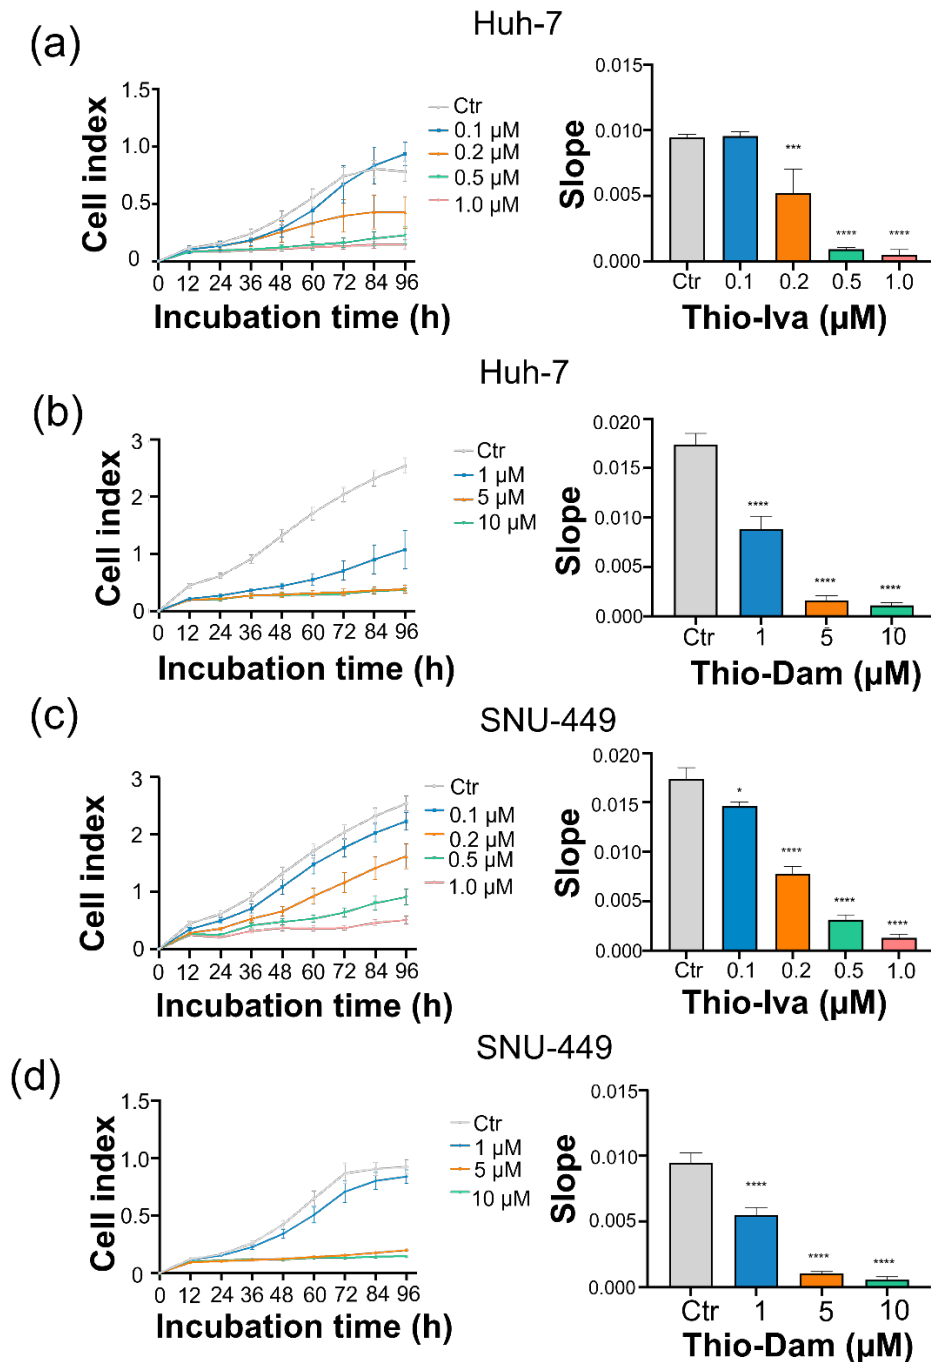 Huh-7
(a)
Cell index
1.5
1.0
0.5
0
0 12 24 36 48 60 72 84 96
Incubation time (h)
Ctr
0.1 µM
0.2 µM
0.5 µM
1.0 µM
Slope
0.015
0.010
0.005
0.000
***
****
****
Ctr 0.1 0.2 0.5 1.0
Thio-Iva (µM)
Huh-7
(b)
Cell index
3
2
1
0
0 12 24 36 48 60 72 84 96
Incubation time (h)
Ctr
1 µM
5 µM
10 µM
Slope
0.020
0.015
0.010
0.005
0.000
****
****
****
Ctr 1 5 10
Thio-Dam (µM)
SNU-449
(c)
Cell index
3
2
1
0
0 12 24 36 48 60 72 84 96
Incubation time (h)
Ctr
0.1 µM
0.2 µM
0.5 µM
1.0 µM
Slope
0.020
0.015
0.010
0.005
0.000
*
****
****
****
Ctr 0.1 0.2 0.5 1.0
Thio-Iva (µM)
SNU-449
(d)
Cell index
1.5
1.0
0.5
0
0 12 24 36 48 60 72 84 96
Incubation time (h)
Ctr
1 µM
5 µM
10 µM
Slope
0.015
0.010
0.005
0.000
****
****
****
Ctr 1 5 10
Thio-Dam (µM)